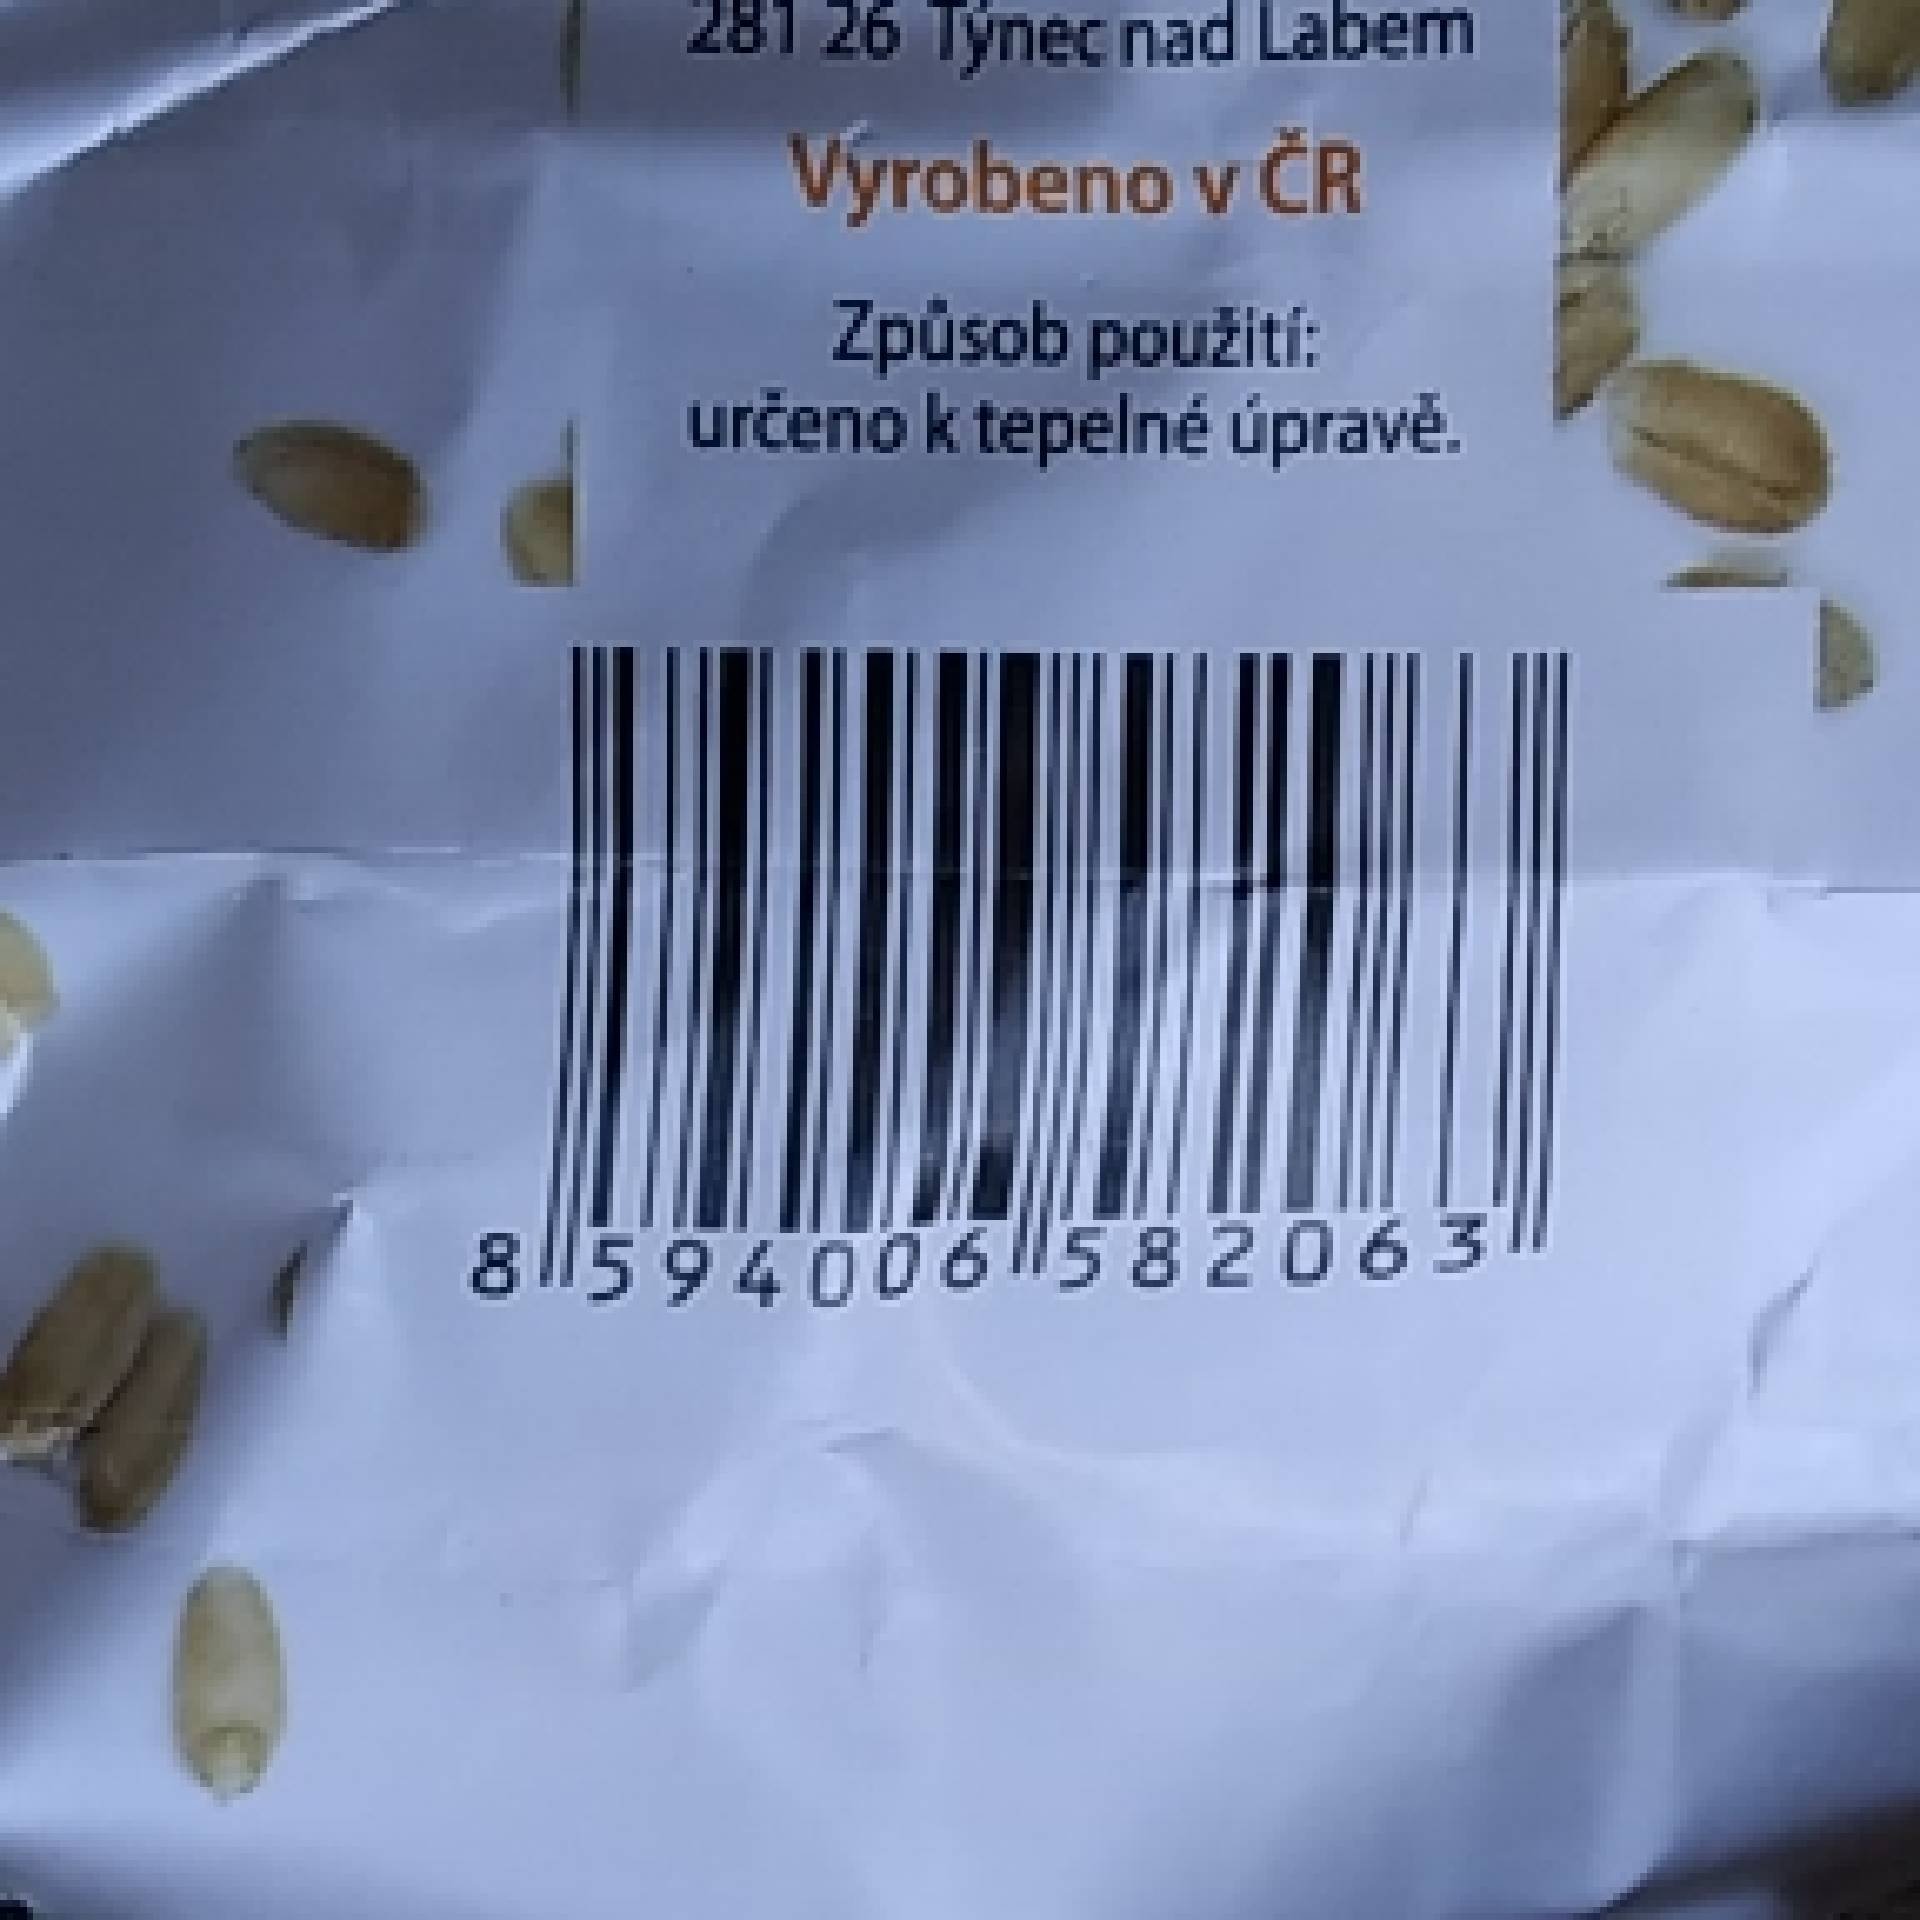 281 26 Týnec nad Labem
Vyrobeno v ČR
Způsob použití:
určeno k tepelné úpravě.
8 594006 582063